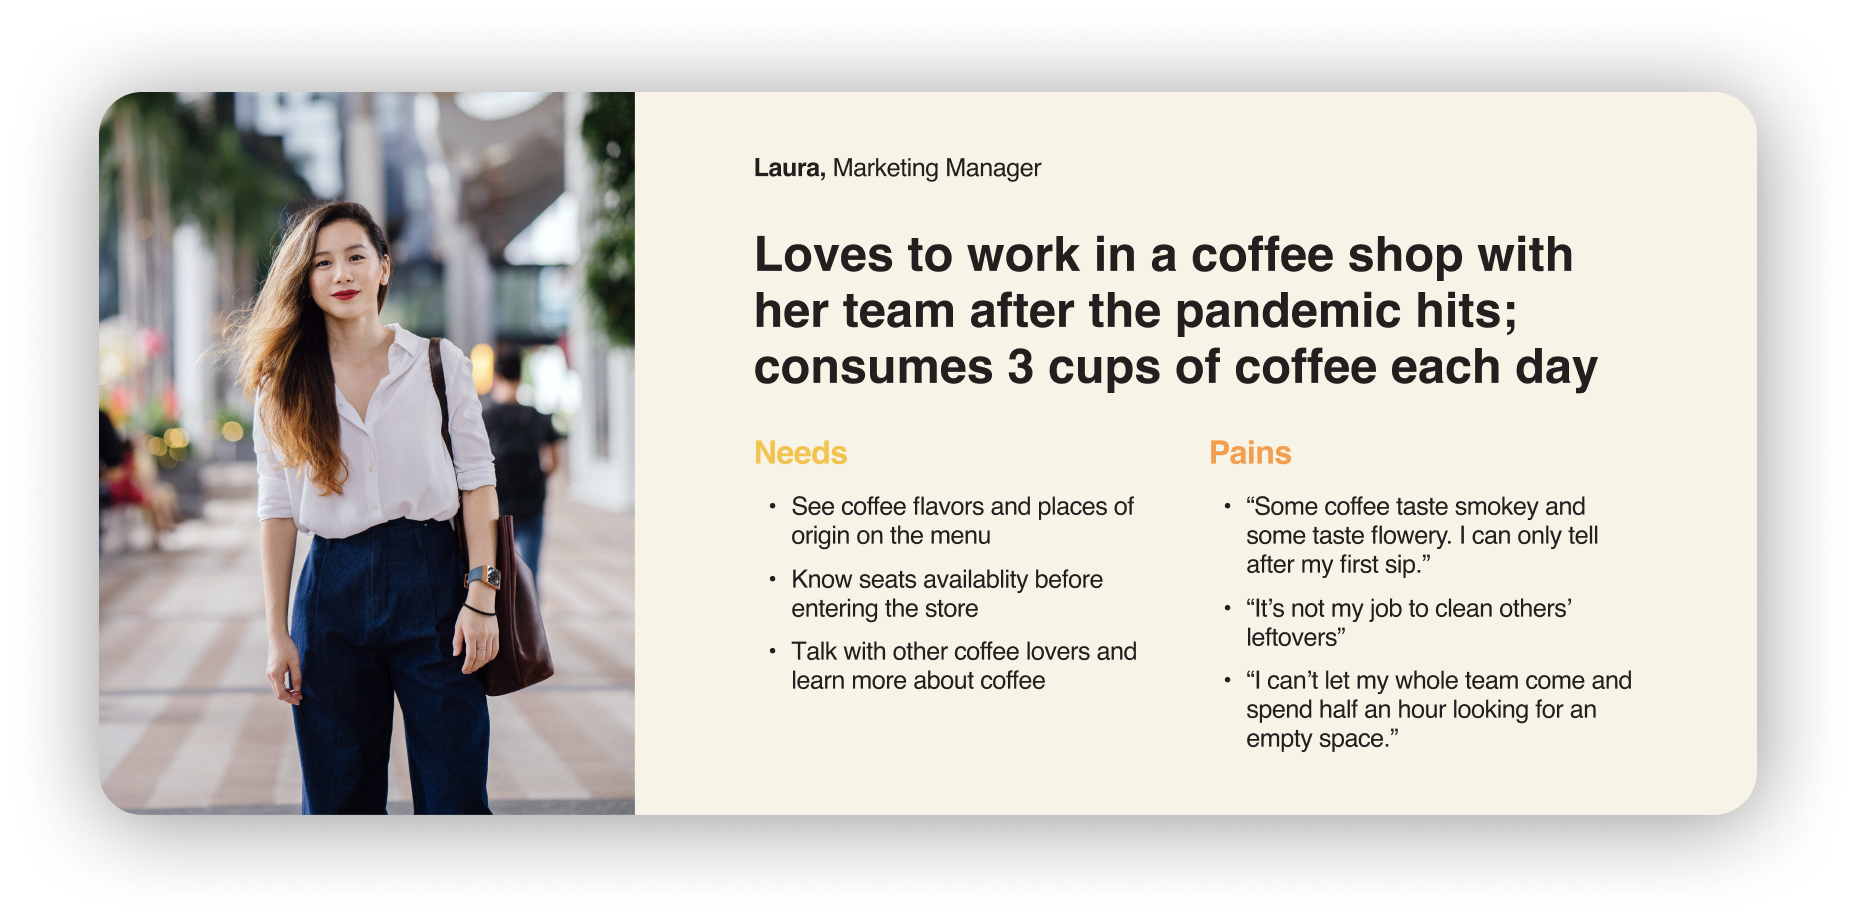 Laura, Marketing Manager
Loves to work in a coffee shop with
her team after the pandemic hits;
consumes 3 cups of coffee each day
Needs
• See coffee flavors and places of
origin on the menu
• Know seats availablity before
entering the store
• Talk with other coffee lovers and
learn more about coffee
Pains
• “Some coffee taste smokey and
some taste flowery. I can only tell
after my first sip.”
• “It’s not my job to clean others’
leftovers”
• “I can’t let my whole team come and
spend half an hour looking for an
empty space.”